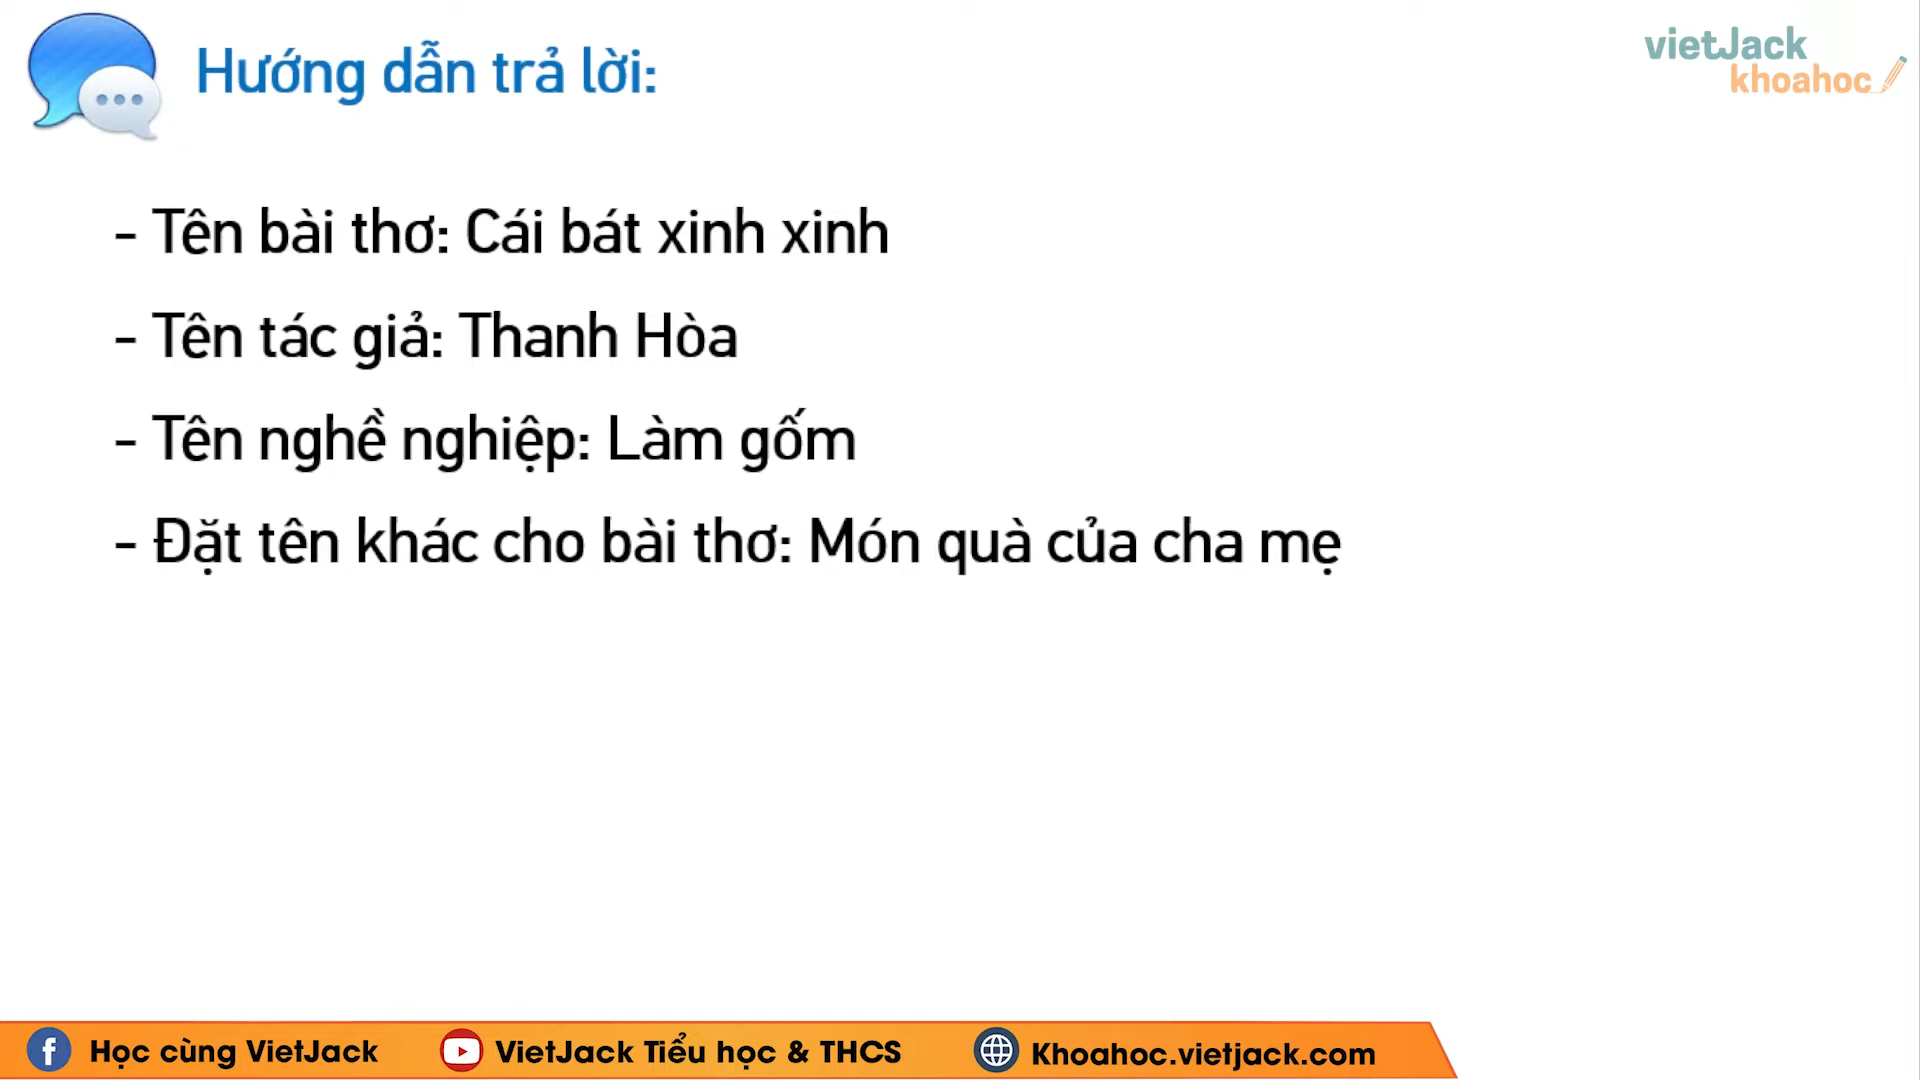 Hướng dẫn trả lời:
vietJack
khoahoc
- Tên bài thơ: Cái bát xinh xinh
- Tên tác giả: Thanh Hòa
- Tên nghề nghiệp: Làm gốm
- Đặt tên khác cho bài thơ: Món quà của cha mẹ
Học cùng VietJack
VietJack Tiểu học & THCS
Khoahoc.vietjack.com